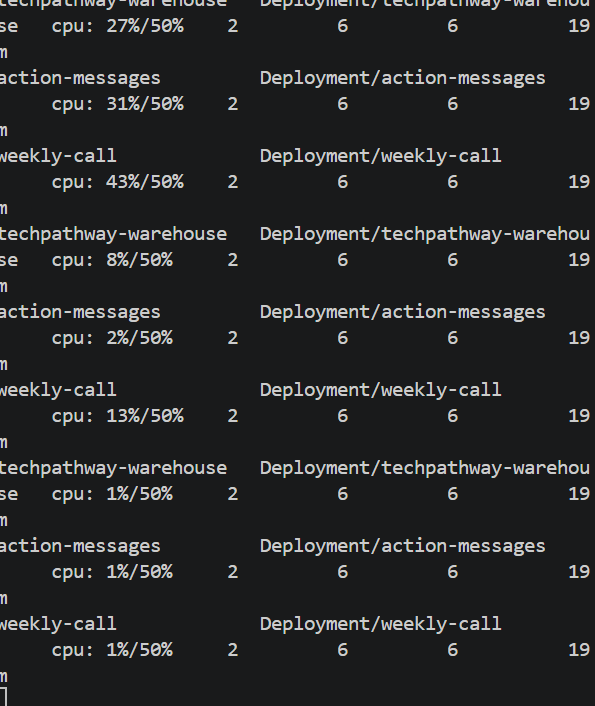 techpathway-warehouse   Deployment/techpathway-warehou
se   cpu: 27%/50%    2         6         6          19
m
action-messages         Deployment/action-messages
     cpu: 31%/50%    2         6         6          19
m
weekly-call             Deployment/weekly-call
     cpu: 43%/50%    2         6         6          19
m
techpathway-warehouse   Deployment/techpathway-warehou
se   cpu: 8%/50%     2         6         6          19
m
action-messages         Deployment/action-messages
     cpu: 2%/50%     2         6         6          19
m
weekly-call             Deployment/weekly-call
     cpu: 13%/50%    2         6         6          19
m
techpathway-warehouse   Deployment/techpathway-warehou
se   cpu: 1%/50%     2         6         6          19
m
action-messages         Deployment/action-messages
     cpu: 1%/50%     2         6         6          19
m
weekly-call             Deployment/weekly-call
     cpu: 1%/50%     2         6         6          19
m